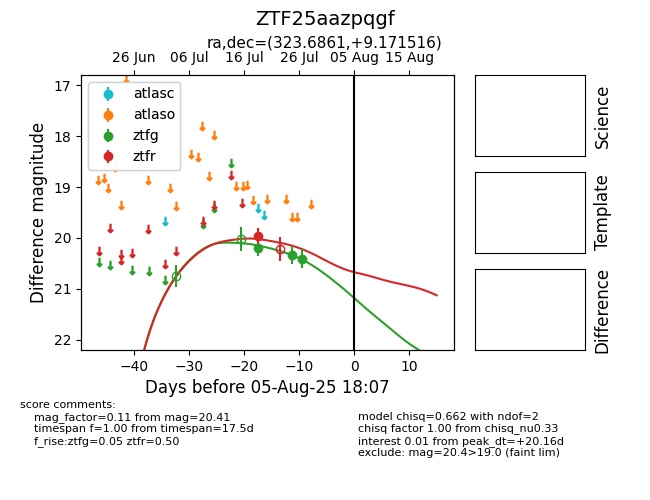 ZTF25aazpqgf
ra,dec=(323.6861,+9.171516)
26 Jun 06 Jul 16 Jul 26 Jul 05 Aug 15 Aug
17
18
19
20
21
22
Difference magnitude
atlasc
atlaso
ztfg
ztfr
−40 −30 −20 −10 0 10
Days before 05-Aug-25 18:07
Science
Template
Difference
score comments:
mag_factor=0.11 from mag=20.41
timespan f=1.00 from timespan=17.5d
f_rise:ztfg=0.05 ztfr=0.50
model chisq=0.662 with ndof=2
chisq factor 1.00 from chisq_nu0.33
interest 0.01 from peak_dt=+20.16d
exclude: mag=20.4>19.0 (faint lim)